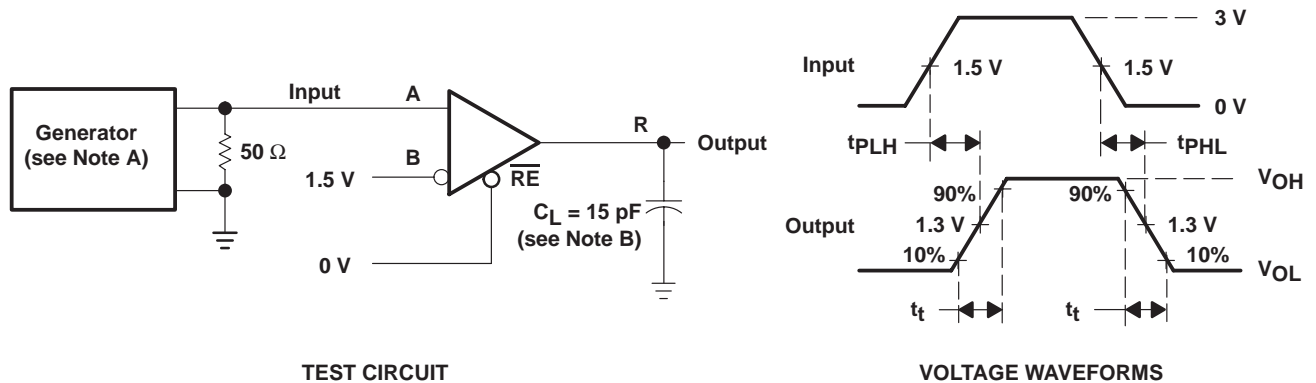 Generator
(see Note A)
50 Ω
Input
A
B
1.5 V
0 V
RE
R
Output
CL = 15 pF
(see Note B)
TEST CIRCUIT
Input
3 V
1.5 V
1.5 V
0 V
tPLH
tPHL
Output
VOH
90%
90%
1.3 V
1.3 V
10%
10%
VOL
tt
tt
VOLTAGE WAVEFORMS